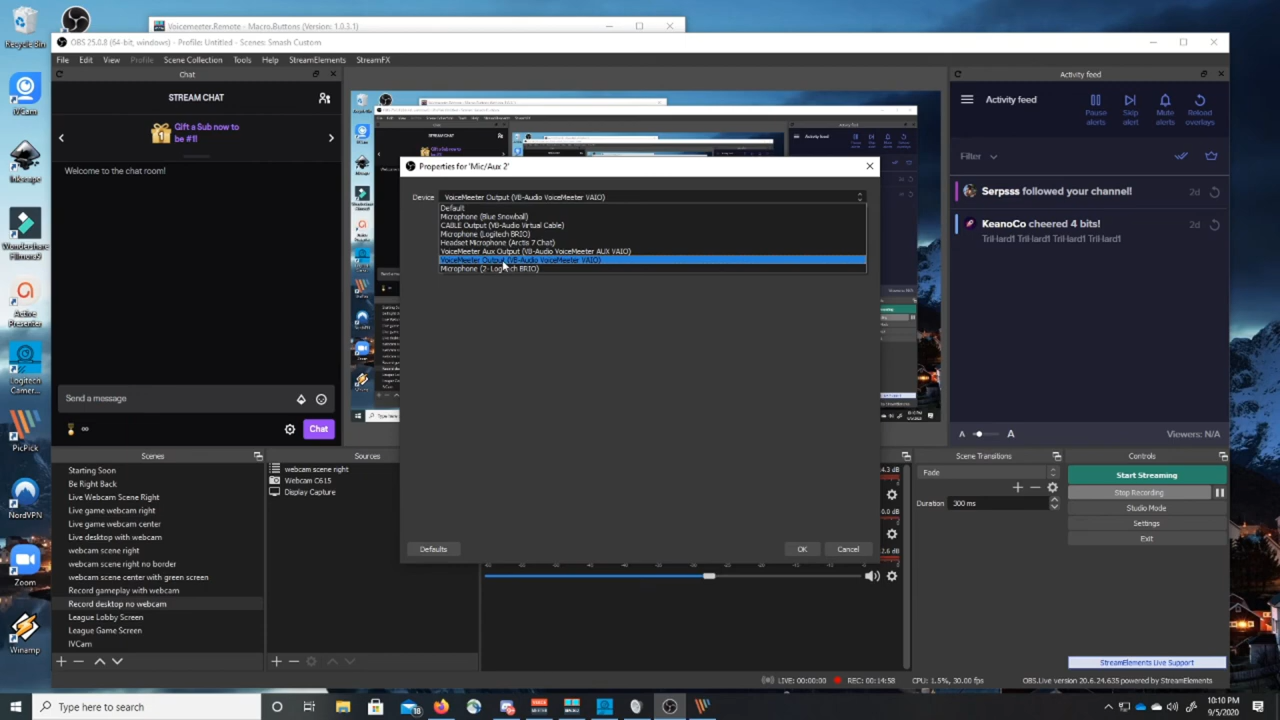 Recycle Bin
Voicemeeter.Remote - Macro.Buttons (Version: 1.0.3.1)
OBS 25.0.8 (64-bit, windows) - Profile: Untitled - Scenes: Smash Custom
File Edit View Profile Scene Collection Tools Help StreamElements StreamFX
Chat
Activity feed
STREAM CHAT
Gift a Sub now to
be #1!
Welcome to the chat room!
Activity feed
Pause alerts
Skip alert
Mute alerts
Reload overlays
Filter
Serpsss followed your channel! 2d
KeanoCo cheered 4 bits! 2d
TriHard1 TriHard1 TriHard1
Properties for 'Mic/Aux 2'
Device VoiceMeeter Output (VB-Audio VoiceMeeter VAIO)
Default
Microphone (Blue Snowball)
CABLE Output (VB-Audio Virtual Cable)
Microphone (Logitech BRIO)
Headset Microphone (Arctis 7 Chat)
VoiceMeeter Aux Output (VB-Audio VoiceMeeter AUX VAIO)
VoiceMeeter Output (VB-Audio VoiceMeeter VAIO)
Microphone (2- Logitech BRIO)
iVCam
Inkscape
Wondershare
Filmora9
Active
Presenter
Logitech
Camer...
PicPick
NordVPN
Zoom
Winamp
Send a message
Chat
A A
Viewers: N/A
Defaults OK Cancel
Scenes
Starting Soon
Be Right Back
Live Webcam Scene Right
Live game webcam right
Live game webcam center
Live desktop with webcam
webcam scene right
webcam scene right no border
webcam scene center with green screen
Record gameplay with webcam
Record desktop no webcam
League Lobby Screen
League Game Screen
IVCam
Sources
webcam scene right
Webcam C615
Display Capture
0.0 dB
Scene Transitions
Fade
Duration 300 ms
Controls
Start Streaming
Stop Recording
Studio Mode
Settings
Exit
StreamElements Live Support
LIVE: 00:00:00 REC: 00:14:58 CPU: 1.5%, 30.00 fps OBS.Live version 20.6.24.635 powered by StreamElements
Type here to search
18
10:10 PM
9/5/2020